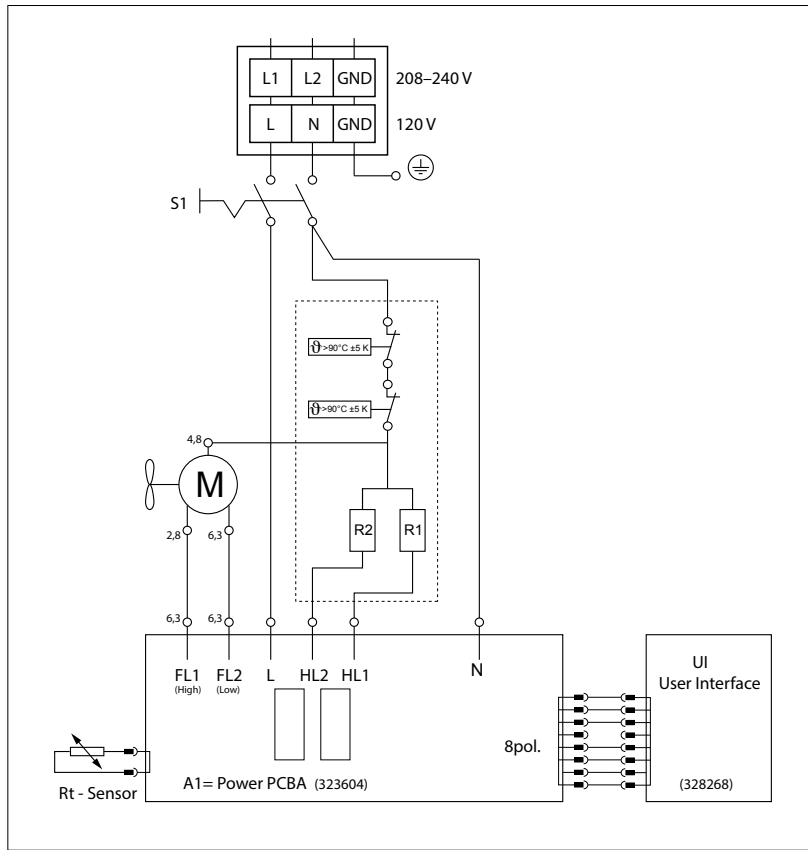 L1 L2 GND 208–240 V
L N GND 120 V
S1
ϑ >90°C ±5 K
ϑ >90°C ±5 K
4,8
M
R2 R1
2,8 6,3
6,3 6,3
FL1 FL2 L HL2 HL1 N
(High) (Low)
UI
User Interface
8pol.
A1= Power PCBA (323604)
(328268)
Rt - Sensor